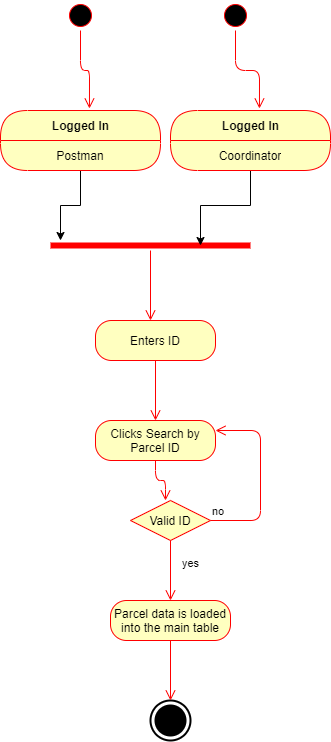 Logged In
Postman
Logged In
Coordinator
Enters ID
Clicks Search by
Parcel ID
Valid ID
no
yes
Parcel data is loaded
into the main table